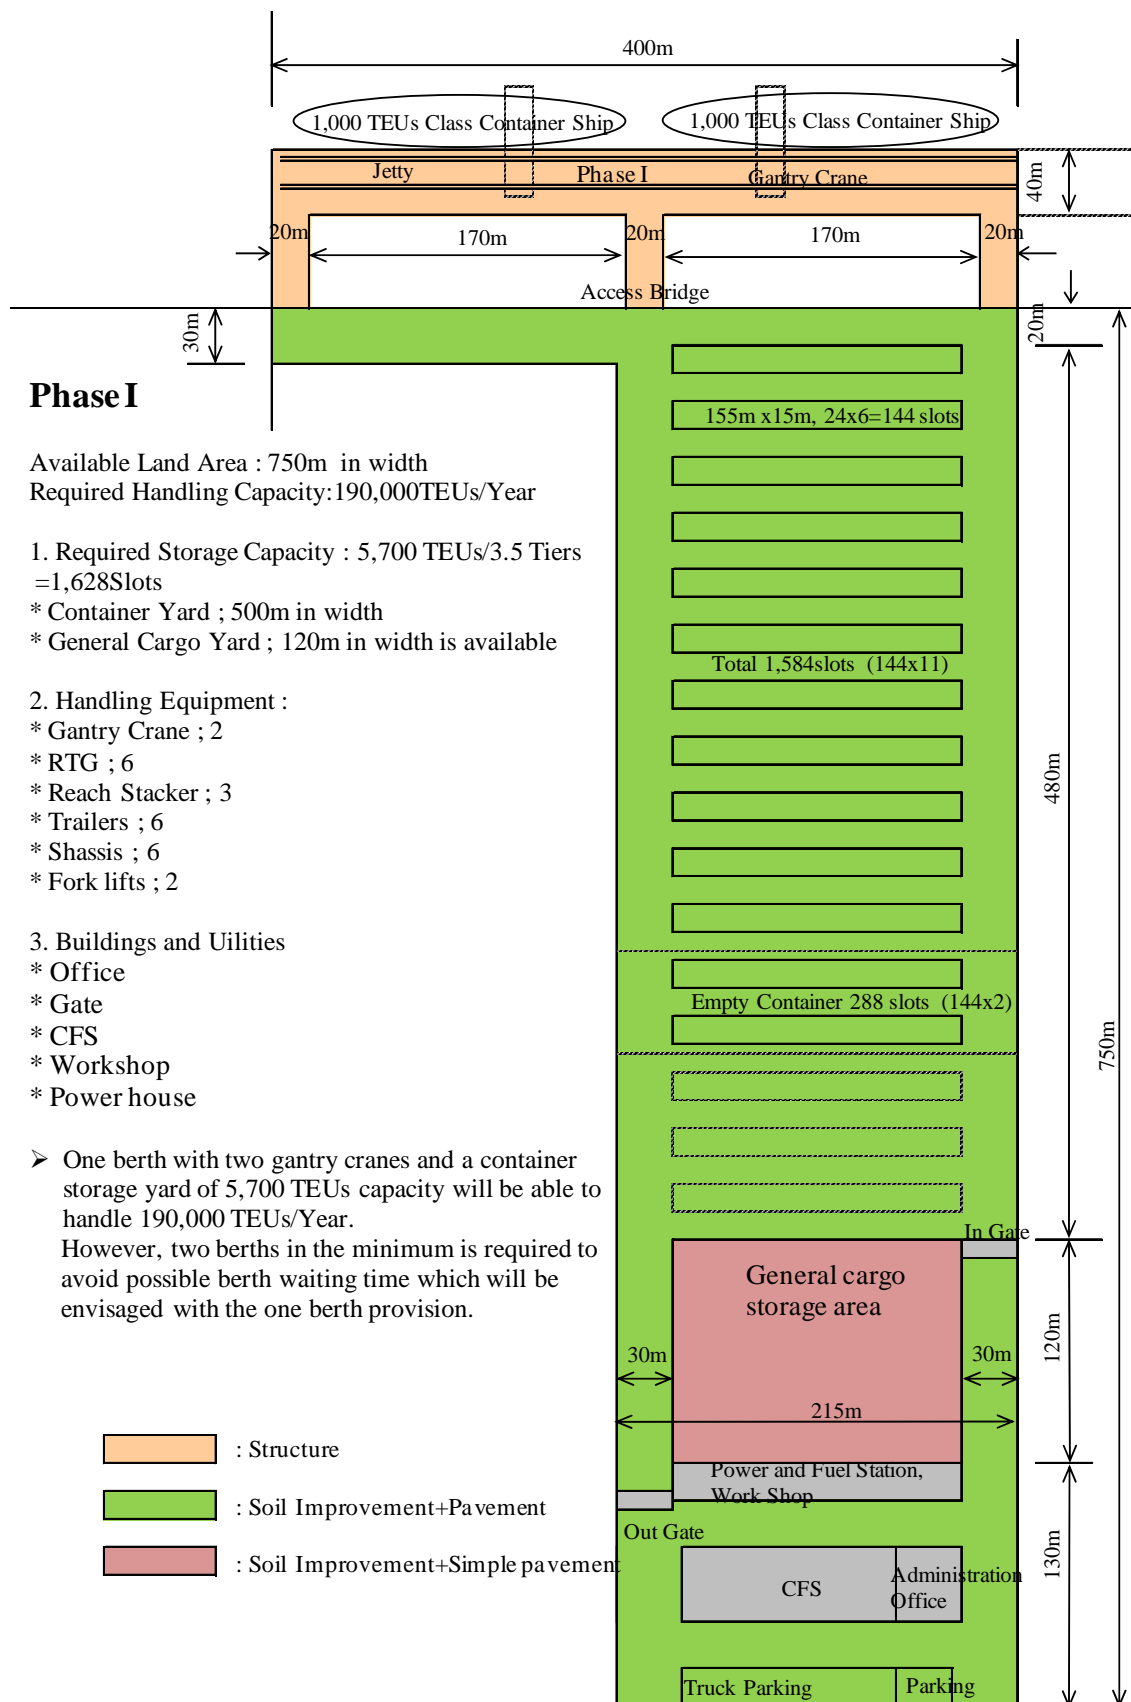 400m
1,000 TEUs Class Container Ship
1,000 TEUs Class Container Ship
Jetty
Phase I
Gantry Crane
40m
20m
170m
20m
170m
20m
Access Bridge
30m
20m
Phase I
155m x15m, 24x6=144 slots
Available Land Area : 750m in width
Required Handling Capacity:190,000TEUs/Year
1. Required Storage Capacity : 5,700 TEUs/3.5 Tiers
=1,628Slots
* Container Yard ; 500m in width
* General Cargo Yard ; 120m in width is available
Total 1,584slots (144x11)
2. Handling Equipment :
* Gantry Crane ; 2
* RTG ; 6
* Reach Stacker ; 3
* Trailers ; 6
* Shassis ; 6
* Fork lifts ; 2
480m
3. Buildings and Uilities
* Office
* Gate
* CFS
* Workshop
* Power house
Empty Container 288 slots (144x2)
750m
➢ One berth with two gantry cranes and a container
storage yard of 5,700 TEUs capacity will be able to
handle 190,000 TEUs/Year.
However, two berths in the minimum is required to
avoid possible berth waiting time which will be
envisaged with the one berth provision.
In Gate
General cargo
storage area
120m
30m
30m
215m
: Structure
: Soil Improvement+Pavement
: Soil Improvement+Simple pavement
Power and Fuel Station,
Work Shop
Out Gate
130m
CFS
Administration
Office
Truck Parking
Parking